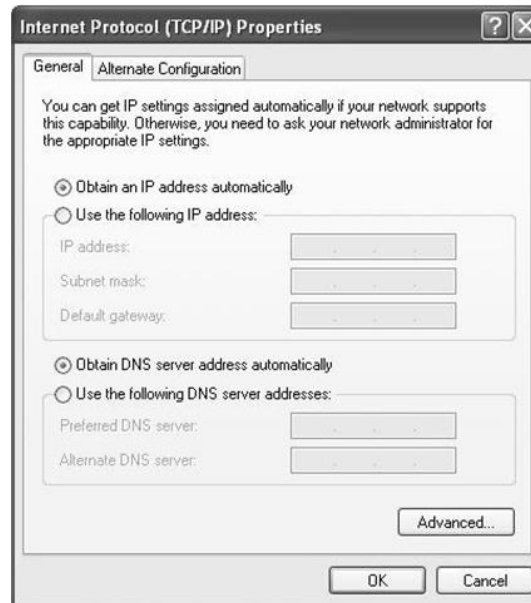 Internet Protocol (TCP/IP) Properties
General Alternate Configuration
You can get IP settings assigned automatically if your network supports
this capability. Otherwise, you need to ask your network administrator for
the appropriate IP settings.
Obtain an IP address automatically
Use the following IP address:
IP address:
Subnet mask:
Default gateway:
Obtain DNS server address automatically
Use the following DNS server addresses:
Preferred DNS server:
Alternate DNS server:
Advanced...
OK Cancel